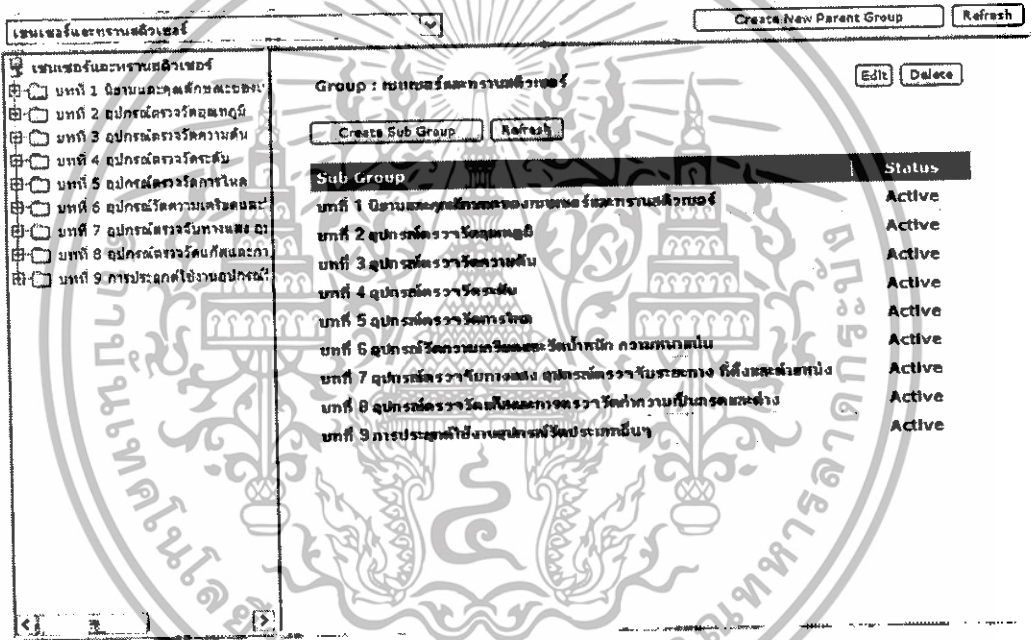 เซนเซอร์และทรานสดิวเซอร์
Create New Parent Group
Refresh
เซนเซอร์และทรานสดิวเซอร์
บทที่ 1 นิยามและคุณลักษณะของเ
บทที่ 2 อุปกรณ์ตรวจวัดอุณหภูมิ
บทที่ 3 อุปกรณ์ตรวจวัดความดัน
บทที่ 4 อุปกรณ์ตรวจวัดระดับ
บทที่ 5 อุปกรณ์ตรวจวัดการไหล
บทที่ 6 อุปกรณ์วัดความเครียดและ
บทที่ 7 อุปกรณ์ตรวจจับทางแสง อุ
บทที่ 8 อุปกรณ์ตรวจวัดแก๊สและกา
บทที่ 9 การประยุกต์ใช้งานอุปกรณ์
Group : เซนเซอร์และทรานสดิวเซอร์
Edit
Delete
Create Sub Group
Refresh
Sub Group
Status
บทที่ 1 นิยามและคุณลักษณะของเซนเซอร์และทรานสดิวเซอร์
Active
บทที่ 2 อุปกรณ์ตรวจวัดอุณหภูมิ
Active
บทที่ 3 อุปกรณ์ตรวจวัดความดัน
Active
บทที่ 4 อุปกรณ์ตรวจวัดระดับ
Active
บทที่ 5 อุปกรณ์ตรวจวัดการไหล
Active
บทที่ 6 อุปกรณ์วัดความเครียดและวัดน้ำหนัก ความหนาแน่น
Active
บทที่ 7 อุปกรณ์ตรวจจับทางแสง อุปกรณ์ตรวจจับระยะทาง ที่ตั้งและตำแหน่ง
Active
บทที่ 8 อุปกรณ์ตรวจวัดแก๊สและการตรวจวัดค่าความเป็นกรดและด่าง
Active
บทที่ 9 การประยุกต์ใช้งานอุปกรณ์วัดประเภทอื่นๆ
Active